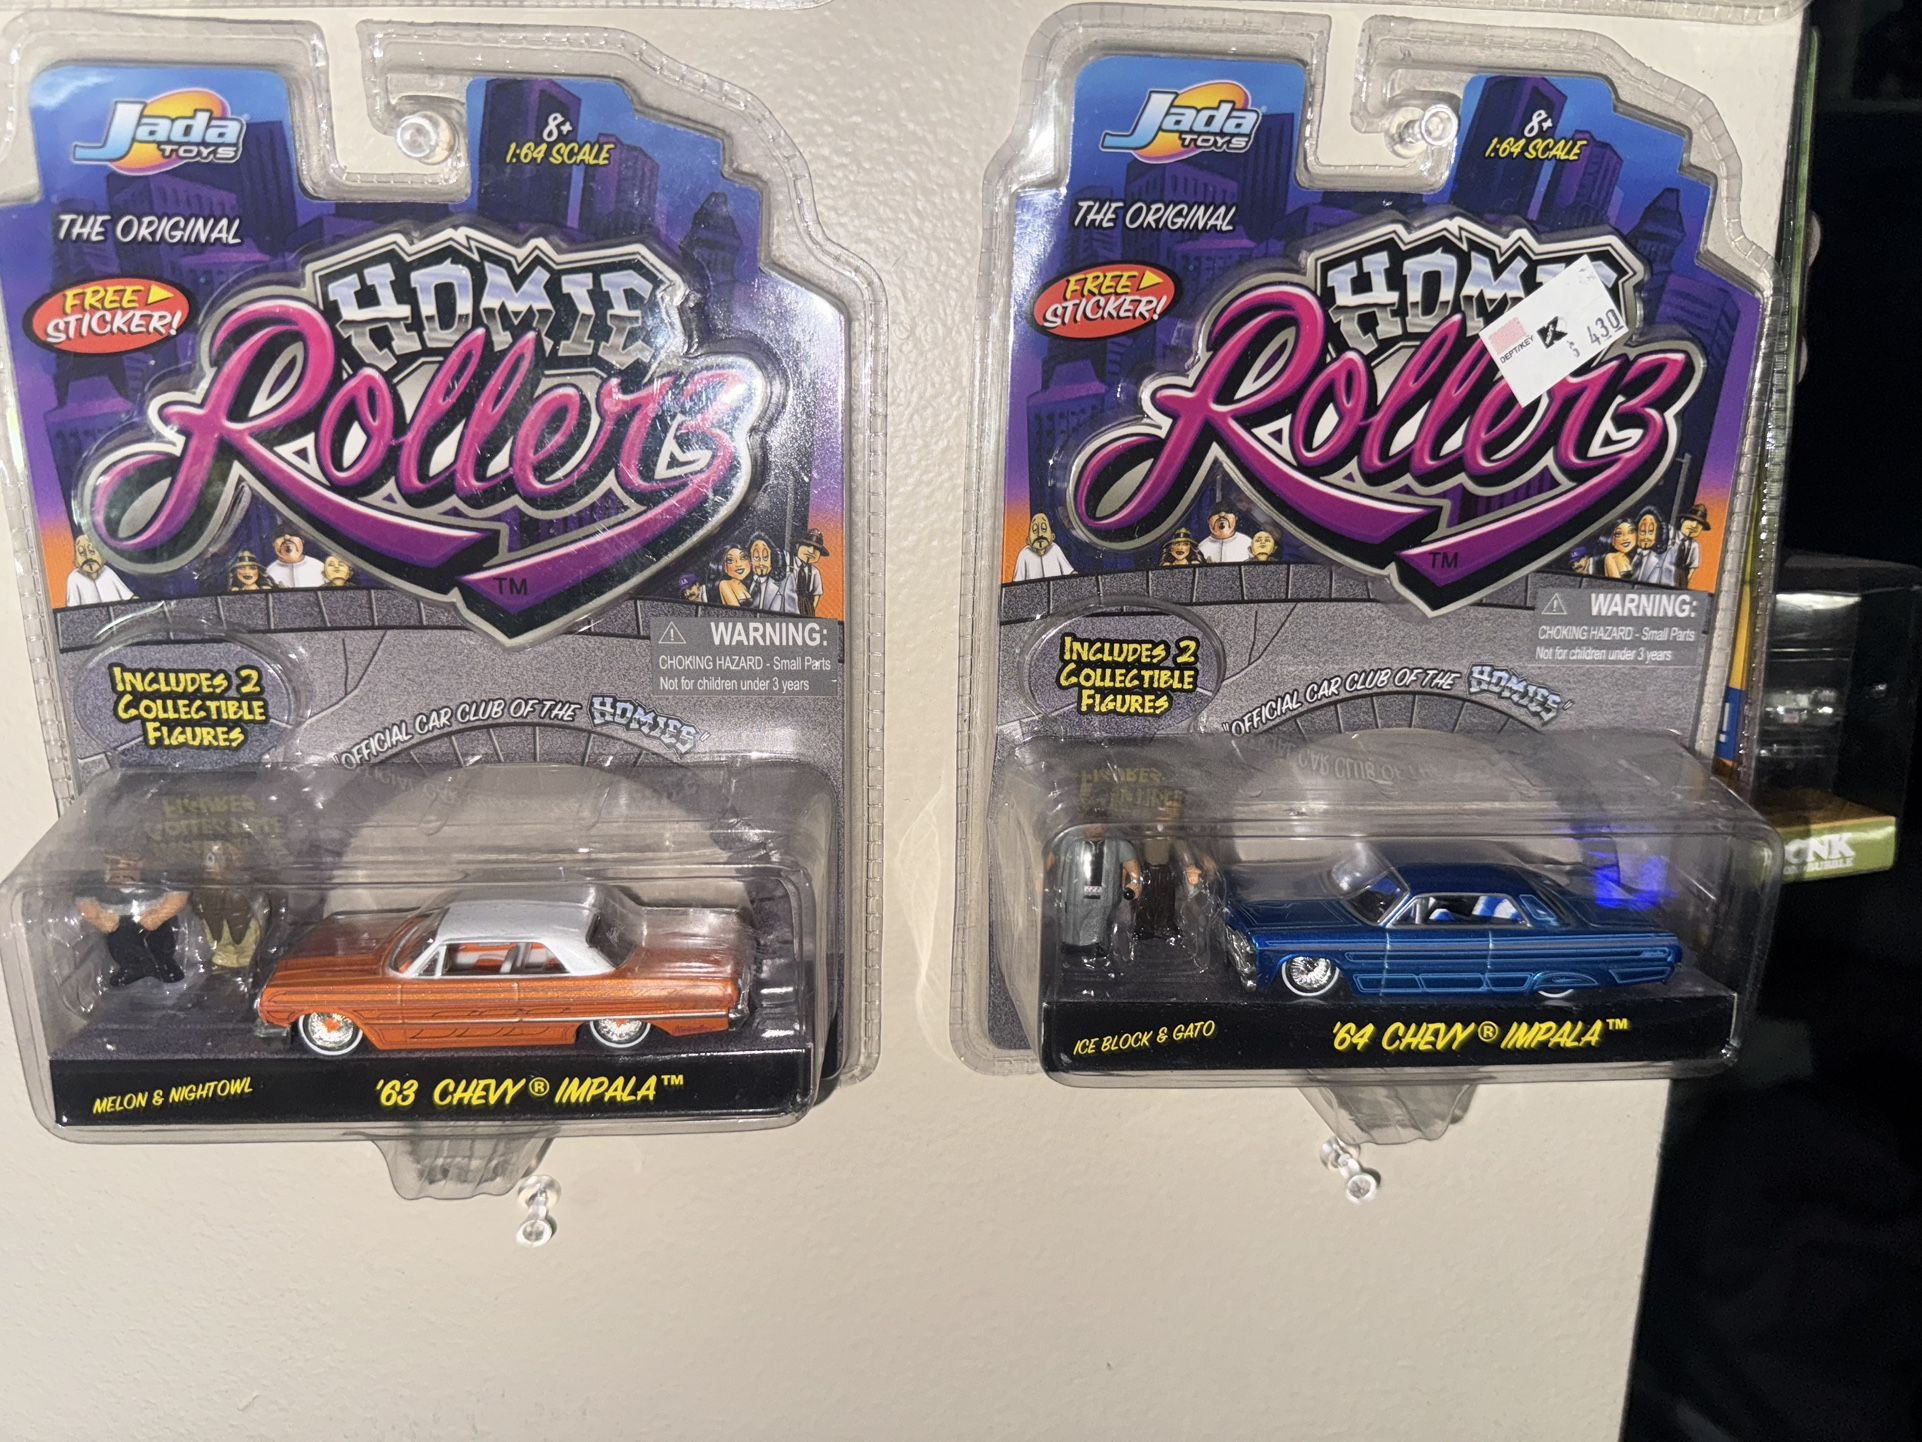 Jada
TOYS
8+
1:64 SCALE
THE ORIGINAL
FREE
STICKER!
HOMIE
Rollerz
TM
WARNING:
CHOKING HAZARD - Small Parts
Not for children under 3 years
INCLUDES 2
COLLECTIBLE
FIGURES
"OFFICIAL CAR CLUB OF THE HOMIES"
MELON & NIGHTOWL
'63 CHEVY® IMPALA™
Jada
TOYS
8+
1:64 SCALE
THE ORIGINAL
FREE
STICKER!
DEPT/KEY K $ 4.30
Rollerz
TM
WARNING:
CHOKING HAZARD - Small Parts
Not for children under 3 years
INCLUDES 2
COLLECTIBLE
FIGURES
"OFFICIAL CAR CLUB OF THE HOMIES"
ICE BLOCK & GATO
'64 CHEVY® IMPALA™